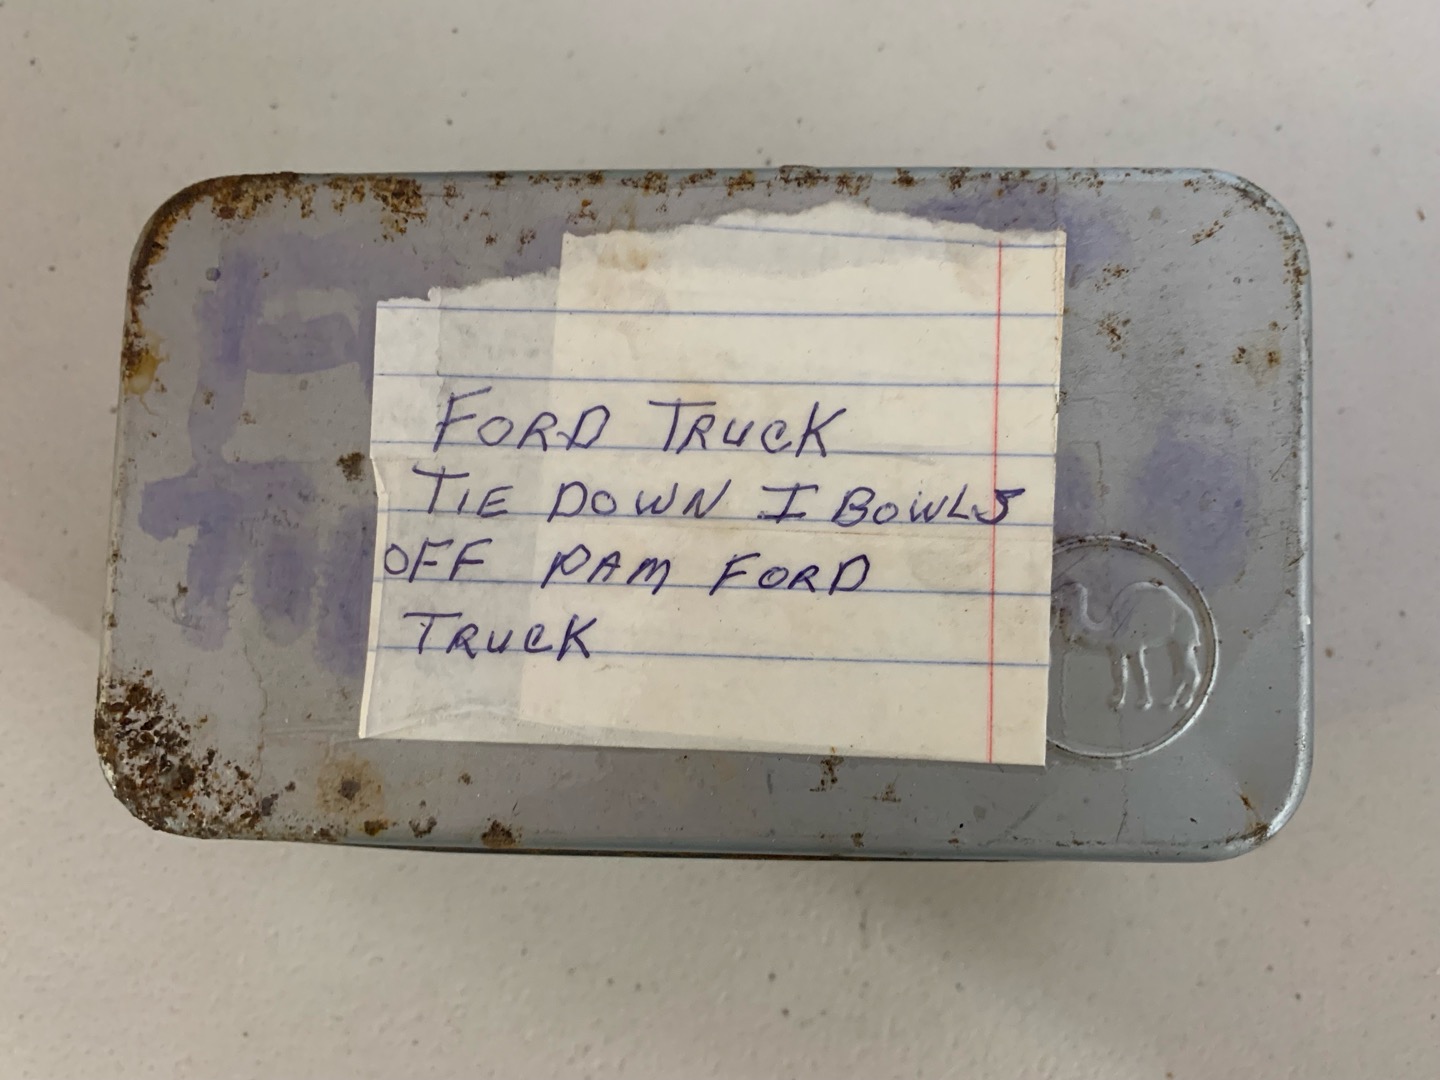 FORD TRUCK
TIE DOWN I BOWLS
OFF PAM FORD
TRUCK